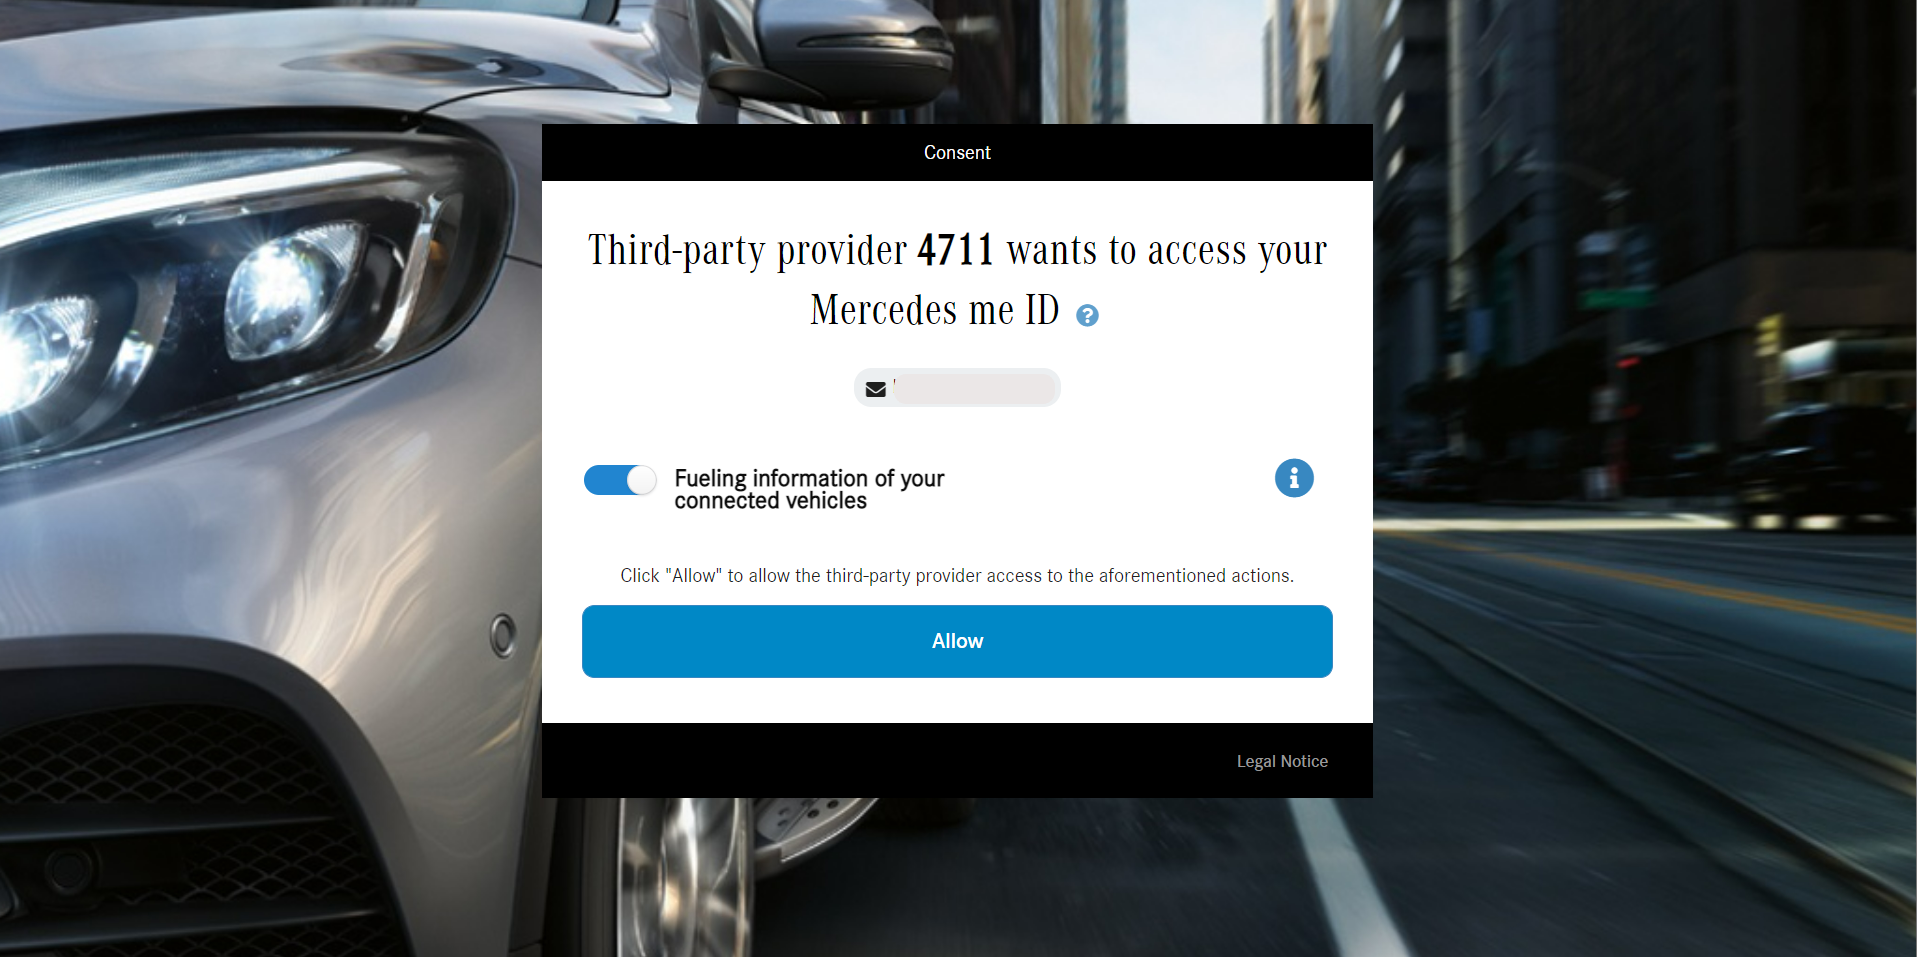 Consent
Third-party provider 4711 wants to access your
Mercedes me ID
Fueling information of your
connected vehicles
Click "Allow" to allow the third-party provider access to the aforementioned actions.
Allow
Legal Notice